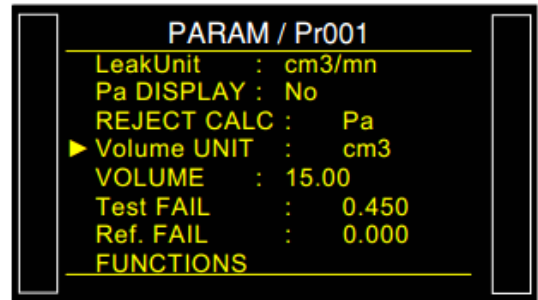 PARAM / Pr001
LeakUnit : cm3/mn
Pa DISPLAY : No
REJECT CALC : Pa
Volume UNIT : cm3
VOLUME : 15.00
Test FAIL : 0.450
Ref. FAIL : 0.000
FUNCTIONS